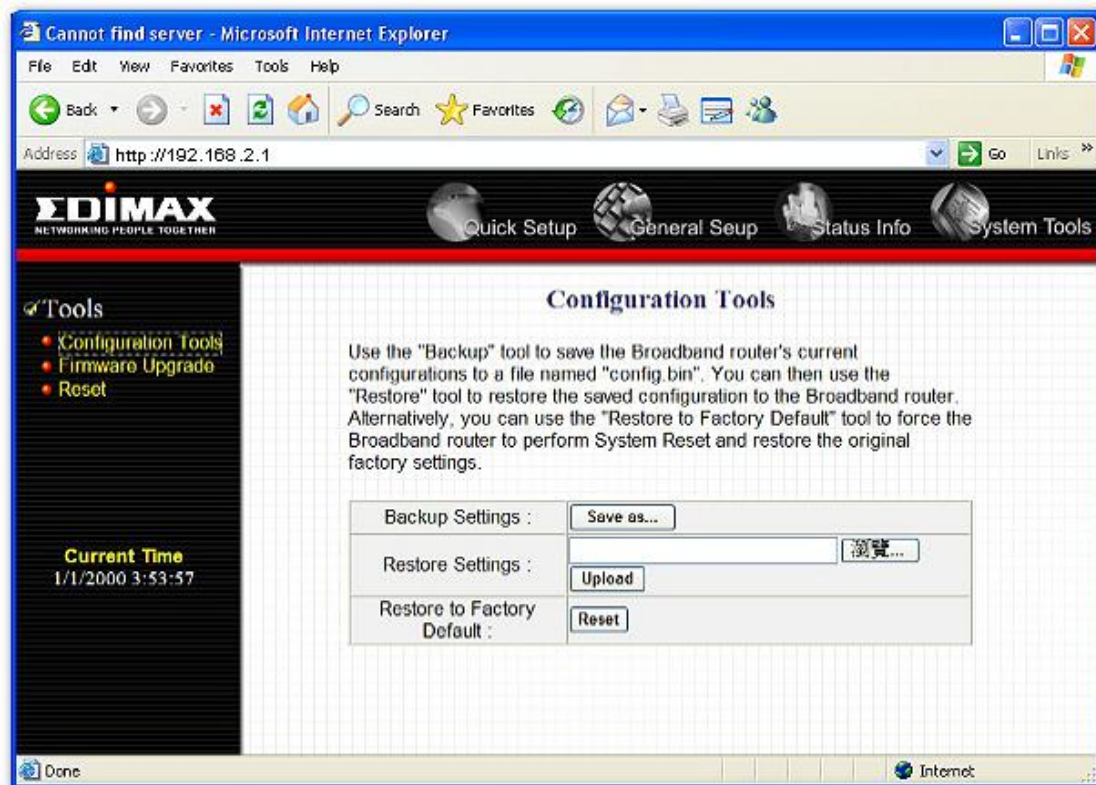 Cannot find server - Microsoft Internet Explorer
File Edit View Favorites Tools Help
Back Search Favorites
Address http://192.168.2.1 Go Links »
EDIMAX
NETWORKING PEOPLE TOGETHER
Quick Setup General Seup Status Info System Tools
Tools
Configuration Tools
Firmware Upgrade
Reset
Current Time
1/1/2000 3:53:57
Configuration Tools
Use the "Backup" tool to save the Broadband router's current
configurations to a file named "config.bin". You can then use the
"Restore" tool to restore the saved configuration to the Broadband router.
Alternatively, you can use the "Restore to Factory Default" tool to force the
Broadband router to perform System Reset and restore the original
factory settings.
Backup Settings : Save as...
Restore Settings : 瀏覽...
Upload
Restore to Factory
Default : Reset
Done Internet